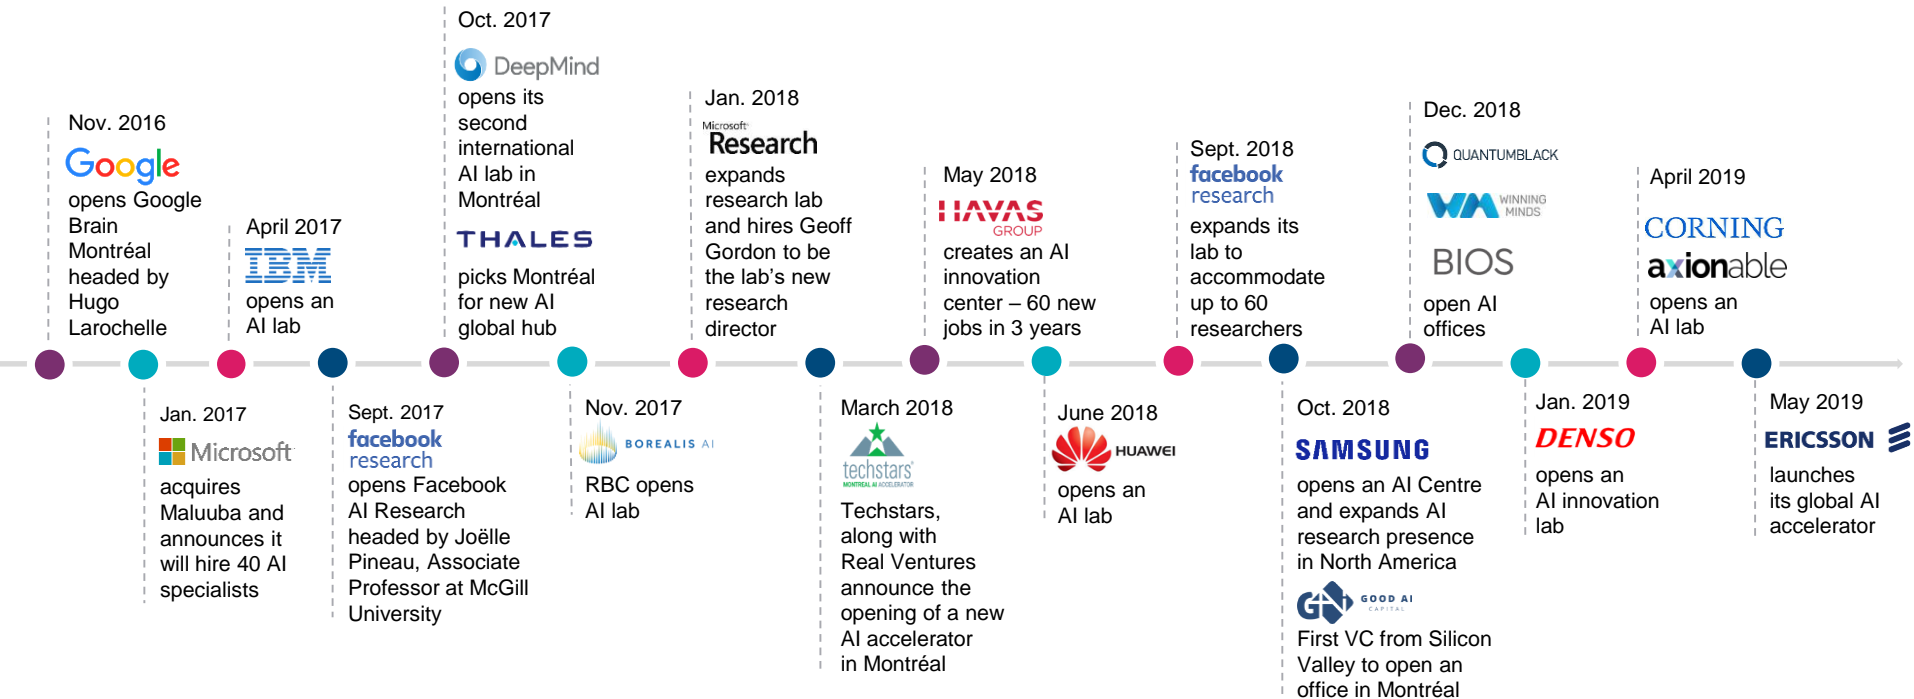 Nov. 2016
Google
opens Google
Brain
Montréal
headed by
Hugo
Larochelle
Jan. 2017
Microsoft
acquires
Maluuba and
announces it
will hire 40 AI
specialists
April 2017
IBM
opens an
AI lab
Sept. 2017
facebook
research
opens Facebook
AI Research
headed by Joëlle
Pineau, Associate
Professor at McGill
University
Oct. 2017
DeepMind
opens its
second
international
AI lab in
Montréal
THALES
picks Montréal
for new AI
global hub
Nov. 2017
BOREALIS AI
RBC opens
AI lab
Jan. 2018
Microsoft
Research
expands
research lab
and hires Geoff
Gordon to be
the lab's new
research
director
March 2018
techstars
MONTREAL AI ACCELERATOR
Techstars,
along with
Real Ventures
announce the
opening of a new
AI accelerator
in Montréal
May 2018
HAVAS
GROUP
creates an AI
innovation
center – 60 new
jobs in 3 years
June 2018
HUAWEI
opens an
AI lab
Sept. 2018
facebook
research
expands its
lab to
accommodate
up to 60
researchers
Oct. 2018
SAMSUNG
opens an AI Centre
and expands AI
research presence
in North America
GAi GOOD AI
CAPITAL
First VC from Silicon
Valley to open an
office in Montréal
Dec. 2018
QUANTUMBLACK
WM WINNING
MINDS
BIOS
open AI
offices
Jan. 2019
DENSO
opens an
AI innovation
lab
April 2019
CORNING
axionable
opens an
AI lab
May 2019
ERICSSON
launches
its global AI
accelerator